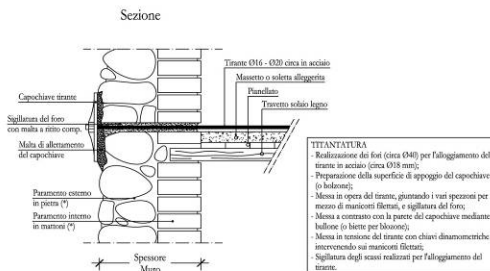 Sezione
Tirante Ø16 - Ø20 circa in acciaio
Massetto o soletta alleggerita
Pianellato
Travetto solaio legno
Capochiave tirante
Sigillatura del foro
con malta a ritiro comp.
Malta di allettamento
del capochiave
Paramento esterno
in pietra (*)
Paramento interno
in mattoni (*)
Spessore
Muro
TITANTATURA
- Realizzazione dei fori (circa Ø40) per l'alloggiamento del
tirante in acciaio (circa Ø18 mm);
- Preparazione della superficie di appoggio del capochiave
(o bolzone);
- Messa in opera del tirante, giuntando i vari spezzoni per
mezzo di manicotti filettati, e sigillatura del foro;
- Messa a contrasto con la parete del capochiave mediante
bullone (o biette per blozone);
- Messa in tensione del tirante con chiavi dinamometriche
intervenendo sui manicotti filettati;
- Sigillatura degli scassi realizzati per l'alloggiamento del
tirante.